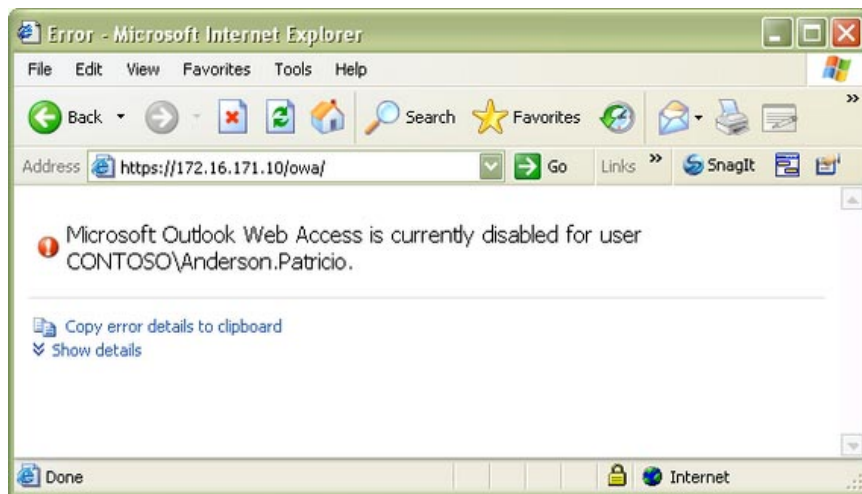 Error - Microsoft Internet Explorer
File Edit View Favorites Tools Help
Back Search Favorites »
Address https://172.16.171.10/owa/ Go Links » SnagIt
Microsoft Outlook Web Access is currently disabled for user
CONTOSO\Anderson.Patricio.
Copy error details to clipboard
Show details
Done Internet